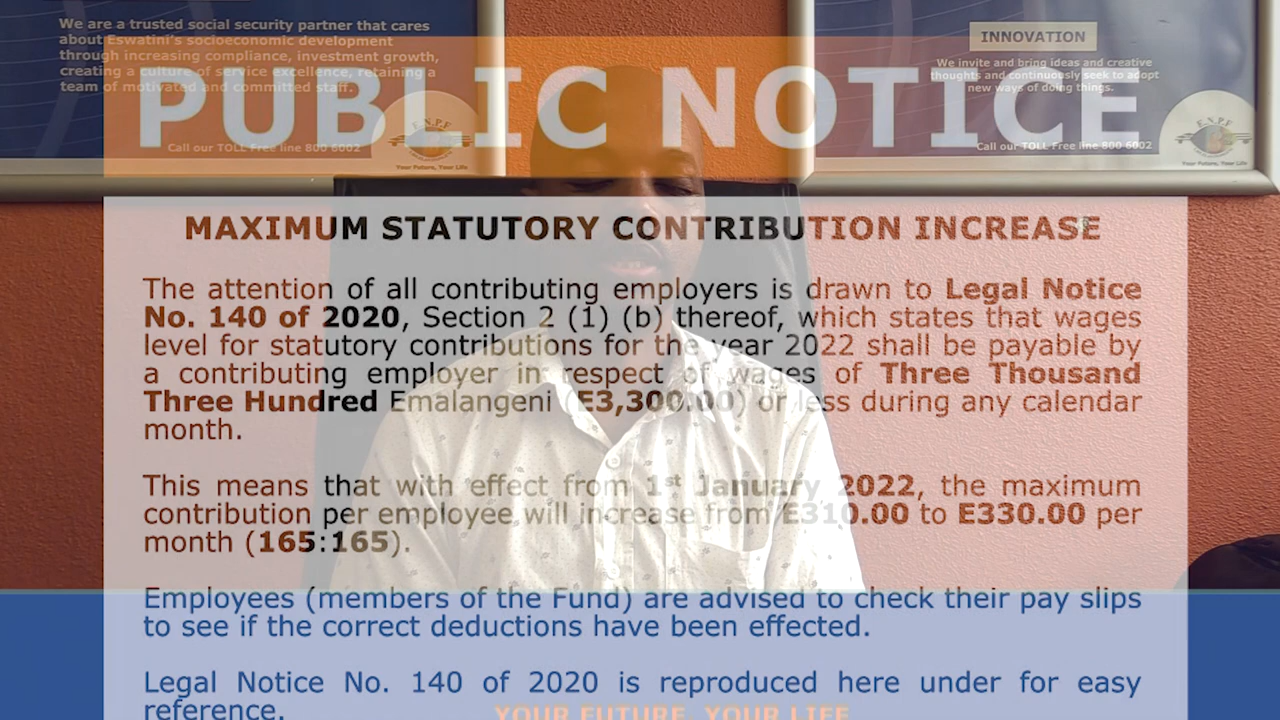 We are a trusted social security partner that cares
about Eswatini's socioeconomic development
through increasing compliance, investment growth,
creating a culture of service excellence, retaining a
team of motivated and committed staff.
Call our TOLL Free line 800 6002
E.N.P.F
Your Future, Your Life
INNOVATION
We invite and bring ideas and creative
thoughts and continuously seek to adopt
new ways of doing things.
Call our TOLL Free line 800 6002
E.N.P.F
Your Future, Your Life
PUBLIC NOTICE
MAXIMUM STATUTORY CONTRIBUTION INCREASE
The attention of all contributing employers is drawn to Legal Notice
No. 140 of 2020, Section 2 (1) (b) thereof, which states that wages
level for statutory contributions for the year 2022 shall be payable by
a contributing employer in respect of wages of Three Thousand
Three Hundred Emalangeni (E3,300.00) or less during any calendar
month.
This means that with effect from 1st January 2022, the maximum
contribution per employee will increase from E310.00 to E330.00 per
month (165:165).
Employees (members of the Fund) are advised to check their pay slips
to see if the correct deductions have been effected.
Legal Notice No. 140 of 2020 is reproduced here under for easy
reference.
YOUR FUTURE, YOUR LIFE